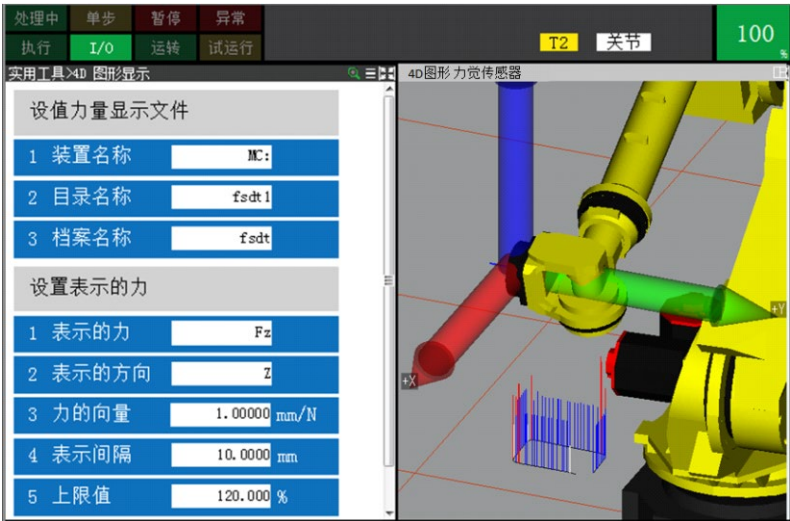 处理中 单步 暂停 异常
执行 I/O 运转 试运行
T2 关节
100
%
实用工具>4D 图形显示
设值力量显示文件
1 装置名称 MC:
2 目录名称 fsdt1
3 档案名称 fsdt
设置表示的力
1 表示的力 Fz
2 表示的方向 Z
3 力的向量 1.00000 mm/N
4 表示间隔 10.0000 mm
5 上限值 120.000 %
4D图形 力觉传感器
+Y
+X